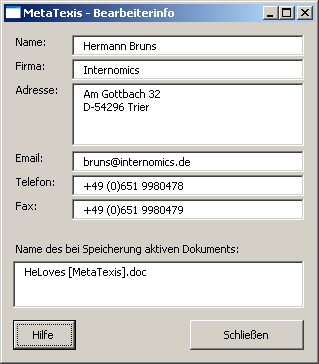 MetaTexis - Bearbeiterinfo
Name: Hermann Bruns
Firma: Internomics
Adresse: Am Gottbach 32
D-54296 Trier
Email: bruns@internomics.de
Telefon: +49 (0)651 9980478
Fax: +49 (0)651 9980479
Name des bei Speicherung aktiven Dokuments:
HeLoves [MetaTexis].doc
Hilfe Schließen